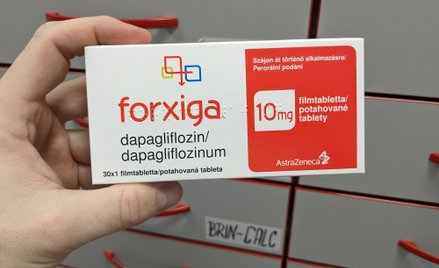 forxiga
dapagliflozin/
dapagliflozinum
30x1 filmtabletta/potahovaná tableta
Szájon át történő alkalmazásra/
Perorální podání
10mg
filmtabletta/
potahované
tablety
AstraZeneca
BRIN-CALC